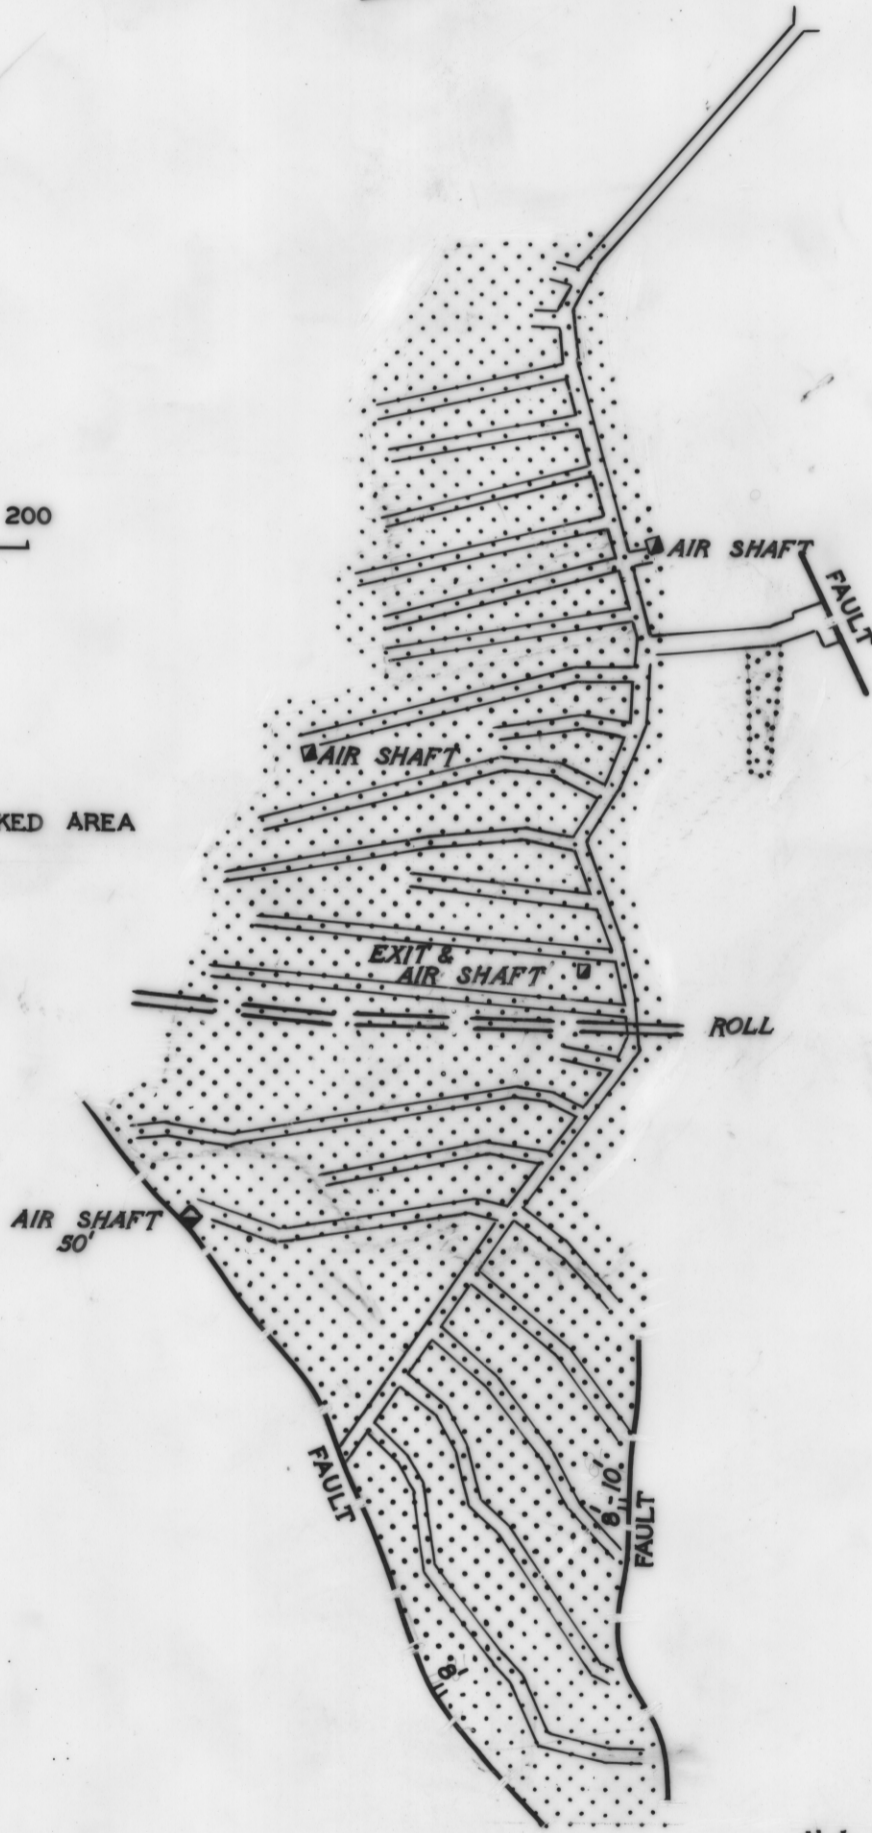 200
AIR SHAFT
FAULT
AIR SHAFT
KED AREA
EXIT &
AIR SHAFT
ROLL
AIR SHAFT
50'
FAULT
8'-10'
FAULT
8'